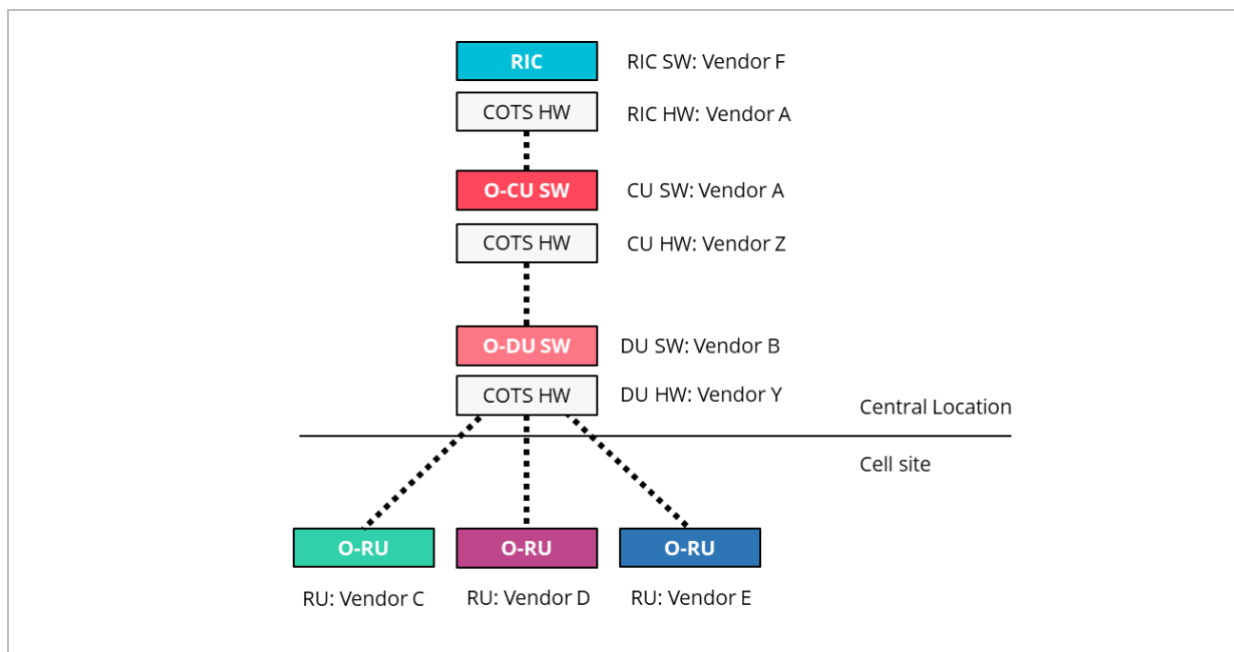 RIC
RIC SW: Vendor F
COTS HW
RIC HW: Vendor A
O-CU SW
CU SW: Vendor A
COTS HW
CU HW: Vendor Z
O-DU SW
DU SW: Vendor B
COTS HW
DU HW: Vendor Y
Central Location
Cell site
O-RU
O-RU
O-RU
RU: Vendor C
RU: Vendor D
RU: Vendor E